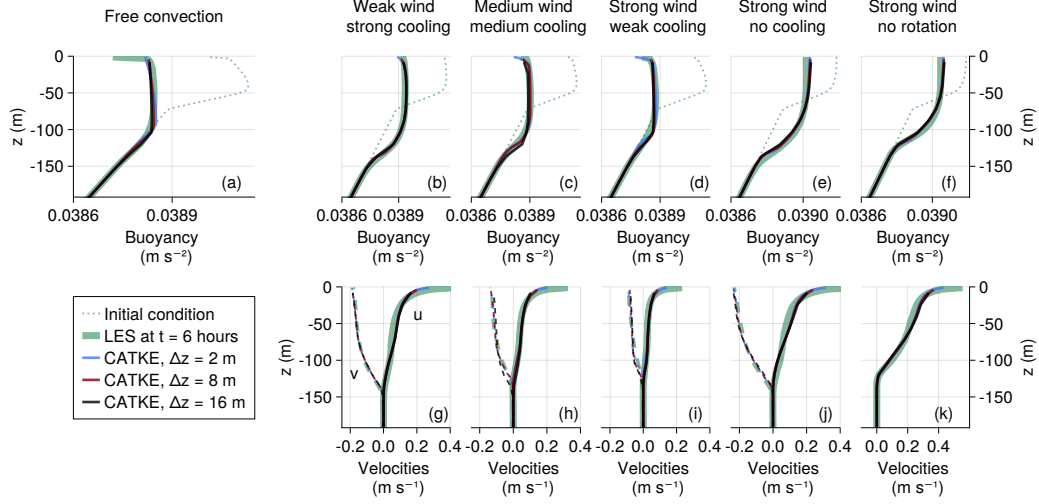 Free convection
Weak wind
strong cooling
Medium wind
medium cooling
Strong wind
weak cooling
Strong wind
no cooling
Strong wind
no rotation
0
-50
-100
-150
z (m)
(a)
(b)
(c)
(d)
(e)
(f)
0
-50
-100
-150
z (m)
0.0386 0.0389
0.0386 0.0389
0.0386 0.0389
0.0386 0.0389
0.0386 0.0390
0.0386 0.0390
Buoyancy
(m s⁻²)
Buoyancy
(m s⁻²)
Buoyancy
(m s⁻²)
Buoyancy
(m s⁻²)
Buoyancy
(m s⁻²)
Buoyancy
(m s⁻²)
Initial condition
LES at t = 6 hours
CATKE, Δz = 2 m
CATKE, Δz = 8 m
CATKE, Δz = 16 m
0
-50
-100
-150
z (m)
u
v
(g)
(h)
(i)
(j)
(k)
0
-50
-100
-150
z (m)
-0.2 0.0 0.2 0.4
0.0 0.2 0.4
0.0 0.2 0.4
-0.2 0.0 0.2 0.4
0.0 0.2 0.4
Velocities
(m s⁻¹)
Velocities
(m s⁻¹)
Velocities
(m s⁻¹)
Velocities
(m s⁻¹)
Velocities
(m s⁻¹)